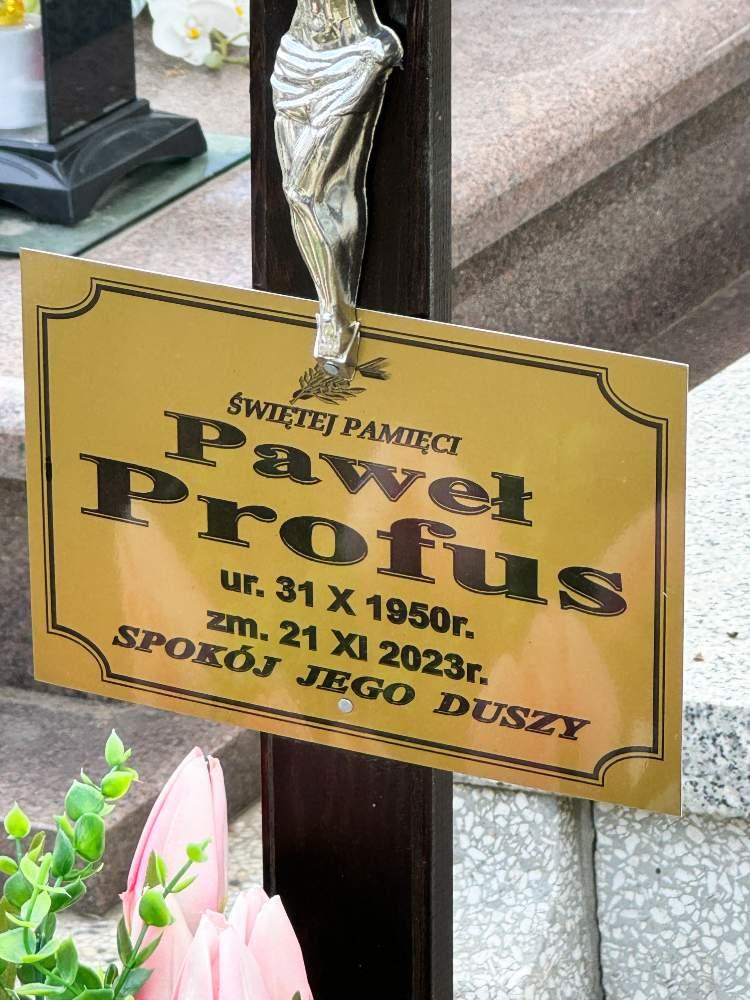 ŚWIĘTEJ PAMIĘCI
Paweł
Profus
ur. 31 X 1950r.
zm. 21 XI 2023r.
SPOKÓJ JEGO DUSZY